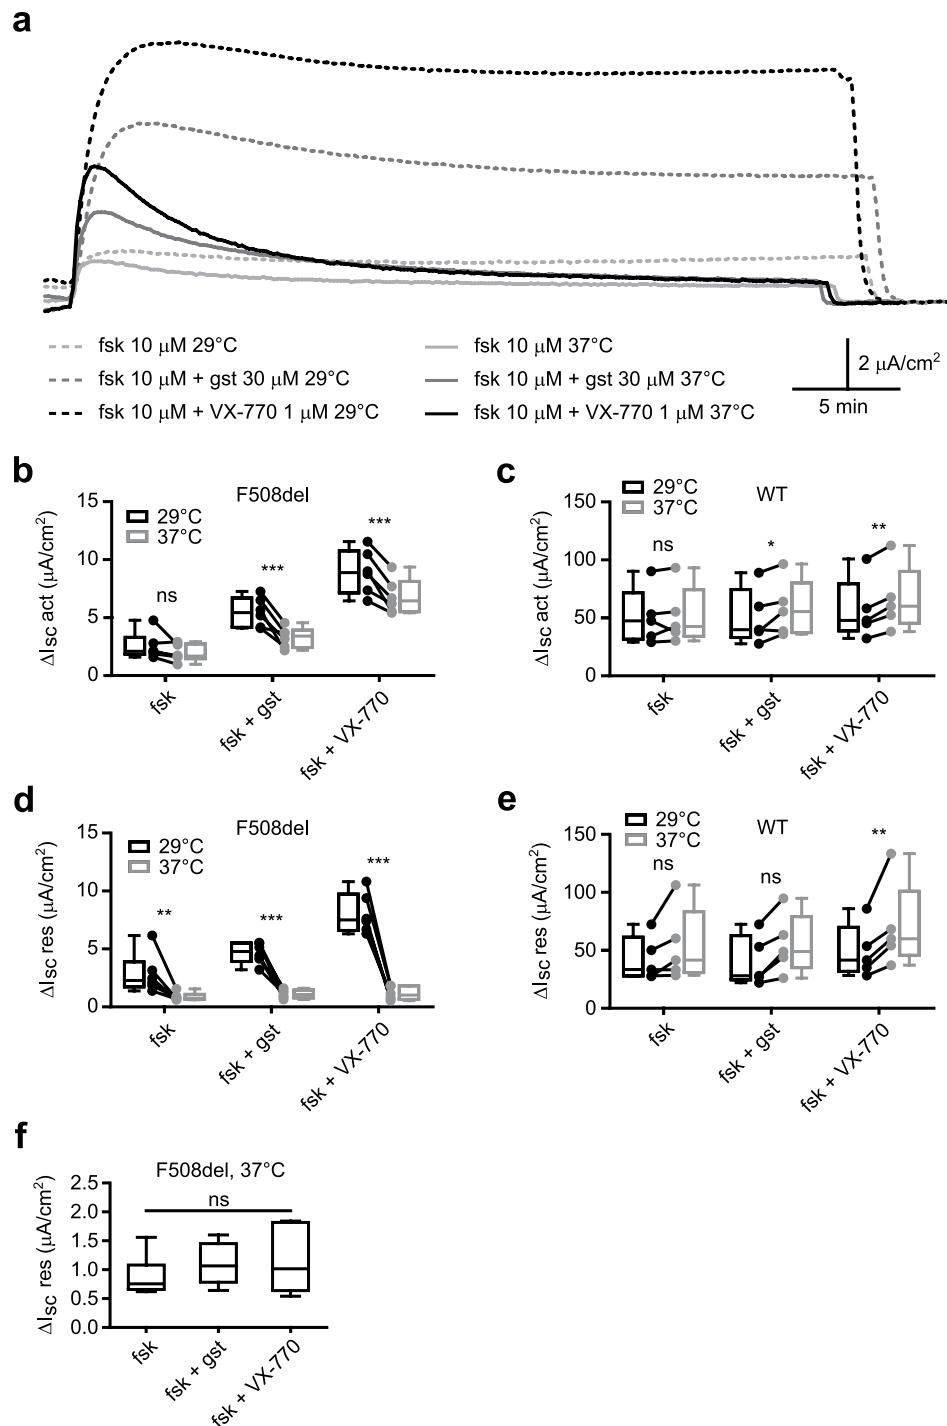 a
fsk 10 μM 29°C
fsk 10 μM 37°C
fsk 10 μM + gst 30 μM 29°C
fsk 10 μM + gst 30 μM 37°C
fsk 10 μM + VX-770 1 μM 29°C
fsk 10 μM + VX-770 1 μM 37°C
2 μA/cm²
5 min
b
F508del
29°C
37°C
ΔISC act (μA/cm²)
15
10
5
0
ns
***
***
fsk
fsk + gst
fsk + VX-770
c
WT
29°C
37°C
ΔISC act (μA/cm²)
150
100
50
0
ns
*
**
fsk
fsk + gst
fsk + VX-770
d
F508del
29°C
37°C
ΔISC res (μA/cm²)
15
10
5
0
**
***
***
fsk
fsk + gst
fsk + VX-770
e
WT
29°C
37°C
ΔISC res (μA/cm²)
150
100
50
0
ns
ns
**
fsk
fsk + gst
fsk + VX-770
f
F508del, 37°C
ns
ΔISC res (μA/cm²)
2.5
2.0
1.5
1.0
0.5
0.0
fsk
fsk + gst
fsk + VX-770